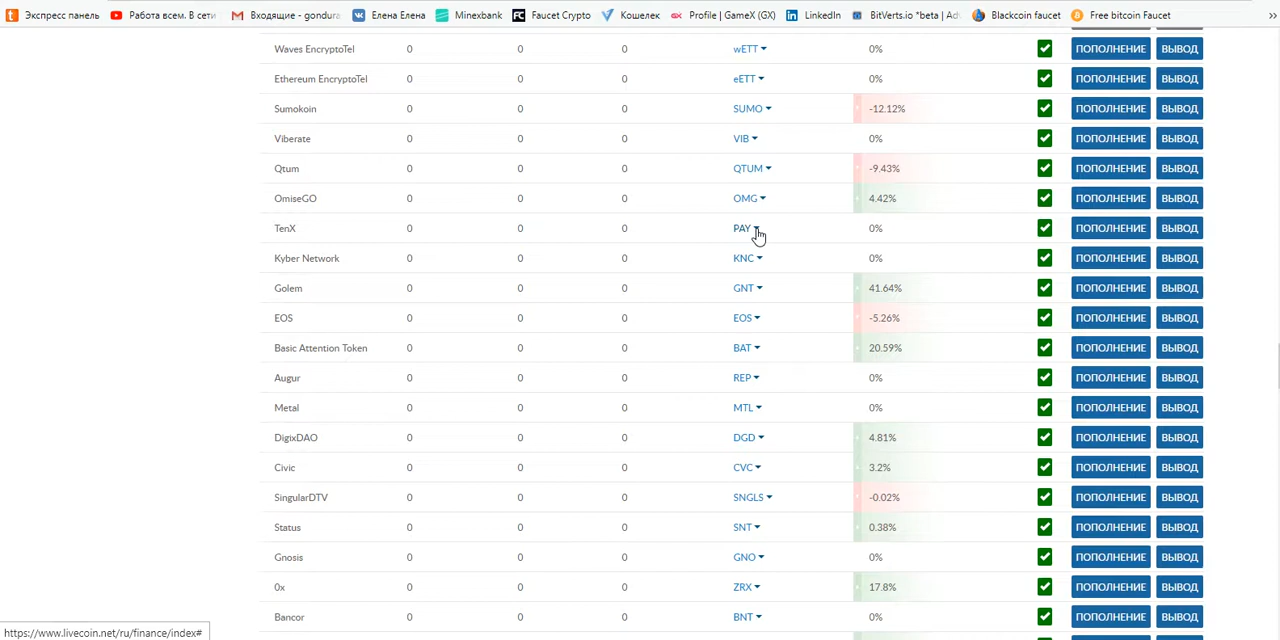 Экспресс панель Работа всем. В сети Входящие - gondura Елена Елена Minexbank Faucet Crypto Кошелек Profile | GameX (GX) LinkedIn BitVerts.io *beta | Adv Blackcoin faucet Free bitcoin Faucet »
Waves EncryptoTel 0 0 0 wETT 0% ПОПОЛНЕНИЕ ВЫВОД
Ethereum EncryptoTel 0 0 0 eETT 0% ПОПОЛНЕНИЕ ВЫВОД
Sumokoin 0 0 0 SUMO -12.12% ПОПОЛНЕНИЕ ВЫВОД
Viberate 0 0 0 VIB 0% ПОПОЛНЕНИЕ ВЫВОД
Qtum 0 0 0 QTUM -9.43% ПОПОЛНЕНИЕ ВЫВОД
OmiseGO 0 0 0 OMG 4.42% ПОПОЛНЕНИЕ ВЫВОД
TenX 0 0 0 PAY 0% ПОПОЛНЕНИЕ ВЫВОД
Kyber Network 0 0 0 KNC 0% ПОПОЛНЕНИЕ ВЫВОД
Golem 0 0 0 GNT 41.64% ПОПОЛНЕНИЕ ВЫВОД
EOS 0 0 0 EOS -5.26% ПОПОЛНЕНИЕ ВЫВОД
Basic Attention Token 0 0 0 BAT 20.59% ПОПОЛНЕНИЕ ВЫВОД
Augur 0 0 0 REP 0% ПОПОЛНЕНИЕ ВЫВОД
Metal 0 0 0 MTL 0% ПОПОЛНЕНИЕ ВЫВОД
DigixDAO 0 0 0 DGD 4.81% ПОПОЛНЕНИЕ ВЫВОД
Civic 0 0 0 CVC 3.2% ПОПОЛНЕНИЕ ВЫВОД
SingularDTV 0 0 0 SNGLS -0.02% ПОПОЛНЕНИЕ ВЫВОД
Status 0 0 0 SNT 0.38% ПОПОЛНЕНИЕ ВЫВОД
Gnosis 0 0 0 GNO 0% ПОПОЛНЕНИЕ ВЫВОД
0x 0 0 0 ZRX 17.8% ПОПОЛНЕНИЕ ВЫВОД
Bancor 0 0 0 BNT 0% ПОПОЛНЕНИЕ ВЫВОД
https://www.livecoin.net/ru/finance/index#